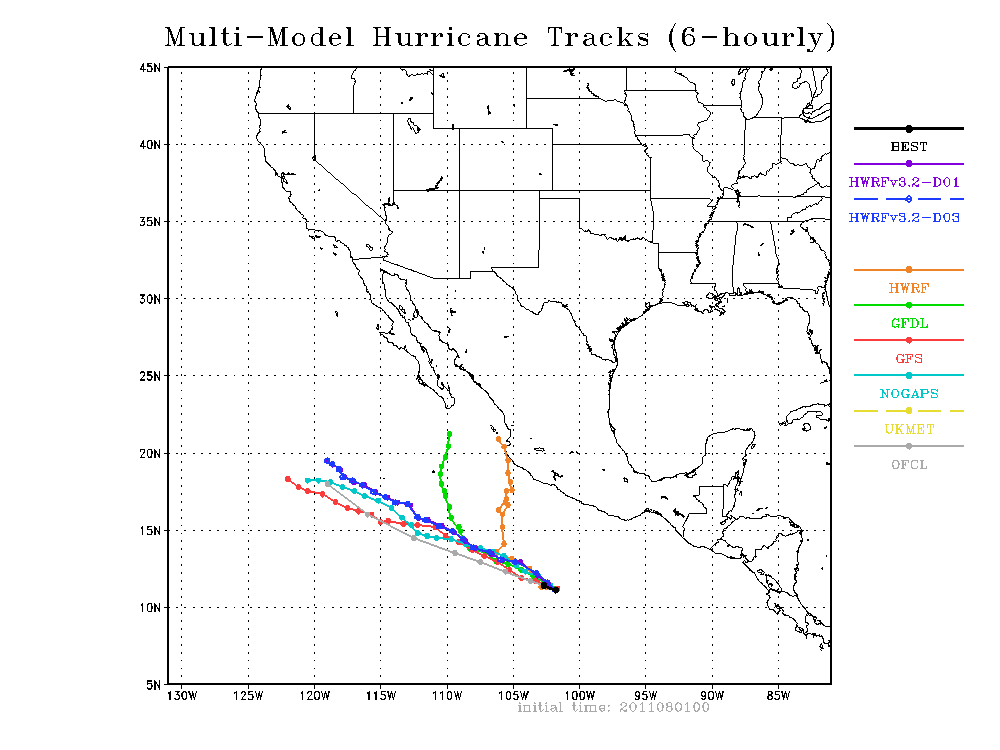 Multi-Model Hurricane Tracks (6-hourly)
45N
40N
35N
30N
25N
20N
15N
10N
5N
130W 125W 120W 115W 110W 105W 100W 95W 90W 85W
initial time: 2011080100
BEST
HWRFv3.2-D01
HWRFv3.2-D03
HWRF
GFDL
GFS
NOGAPS
UKMET
OFCL